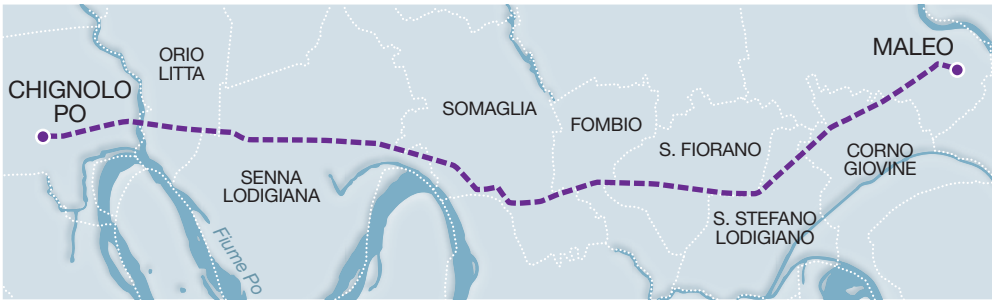 ORIO
LITTA
MALEO
CHIGNOLO
PO
SOMAGLIA
FOMBIO
S. FIORANO
CORNO
GIOVINE
SENNA
LODIGIANA
S. STEFANO
LODIGIANO
Fiume Po